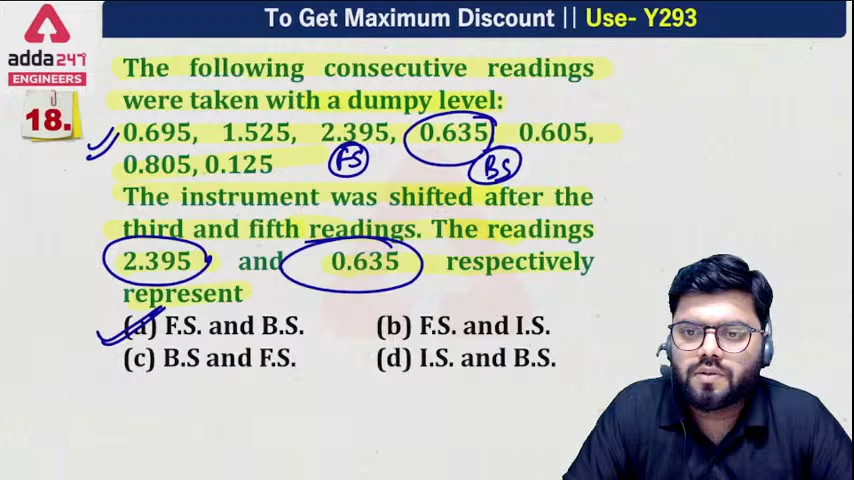 To Get Maximum Discount || Use- Y293
adda247
ENGINEERS
18.
The following consecutive readings
were taken with a dumpy level:
0.695, 1.525, 2.395, 0.635, 0.605,
0.805, 0.125
FS
BS
The instrument was shifted after the
third and fifth readings. The readings
2.395 and 0.635 respectively
represent
(a) F.S. and B.S.
(b) F.S. and I.S.
(c) B.S and F.S.
(d) I.S. and B.S.